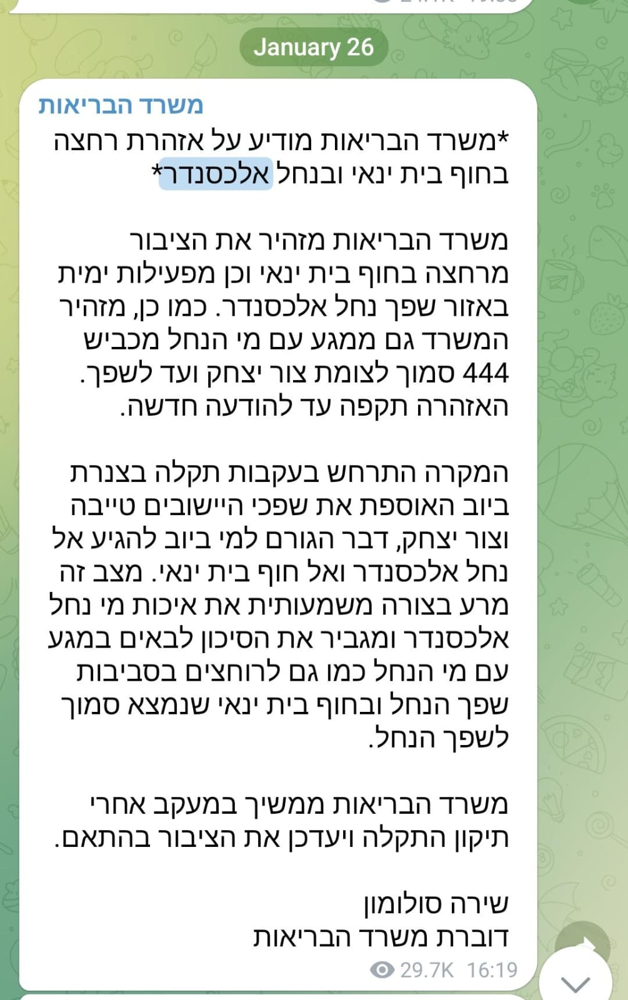 January 26
משרד הבריאות
*משרד הבריאות מודיע על אזהרת רחצה
בחוף בית ינאי ובנחל אלכסנדר*
משרד הבריאות מזהיר את הציבור
מרחצה בחוף בית ינאי וכן מפעילות ימית
באזור שפך נחל אלכסנדר. כמו כן, מזהיר
המשרד גם ממגע עם מי הנחל מכביש
444 סמוך לצומת צור יצחק ועד לשפך.
האזהרה תקפה עד להודעה חדשה.
המקרה התרחש בעקבות תקלה בצנרת
ביוב האוספת את שפכי היישובים טייבה
וצור יצחק, דבר הגורם למי ביוב להגיע אל
נחל אלכסנדר ואל חוף בית ינאי. מצב זה
מרע בצורה משמעותית את איכות מי נחל
אלכסנדר ומגביר את הסיכון לבאים במגע
עם מי הנחל כמו גם לרוחצים בסביבות
שפך הנחל ובחוף בית ינאי שנמצא סמוך
לשפך הנחל.
משרד הבריאות ממשיך במעקב אחרי
תיקון התקלה ויעדכן את הציבור בהתאם.
שירה סולומון
דוברת משרד הבריאות
29.7K 16:19